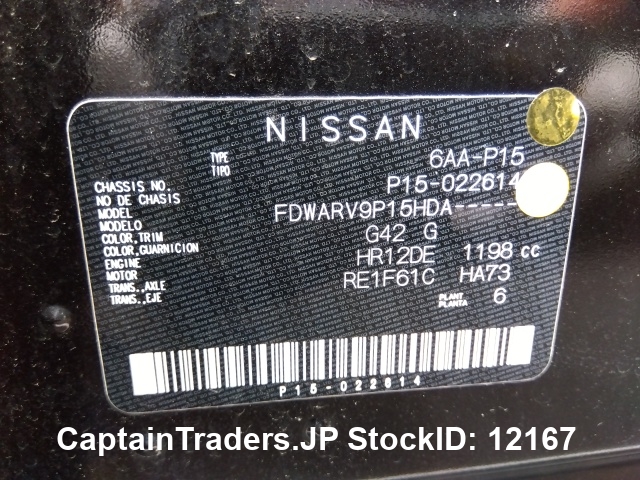 NISSAN
TYPE 6AA-P15
TIPO
CHASSIS NO. P15-022614
NO DE CHASIS
MODEL FDWARV9P15HDA-----
MODELO
COLOR,TRIM G42 G
COLOR,GUARNICION
ENGINE HR12DE 1198 cc
MOTOR
TRANS.,AXLE RE1F61C HA73
TRANS.,EJE
PLANT 6
PLANTA
P15-022614
CaptainTraders.JP StockID: 12167